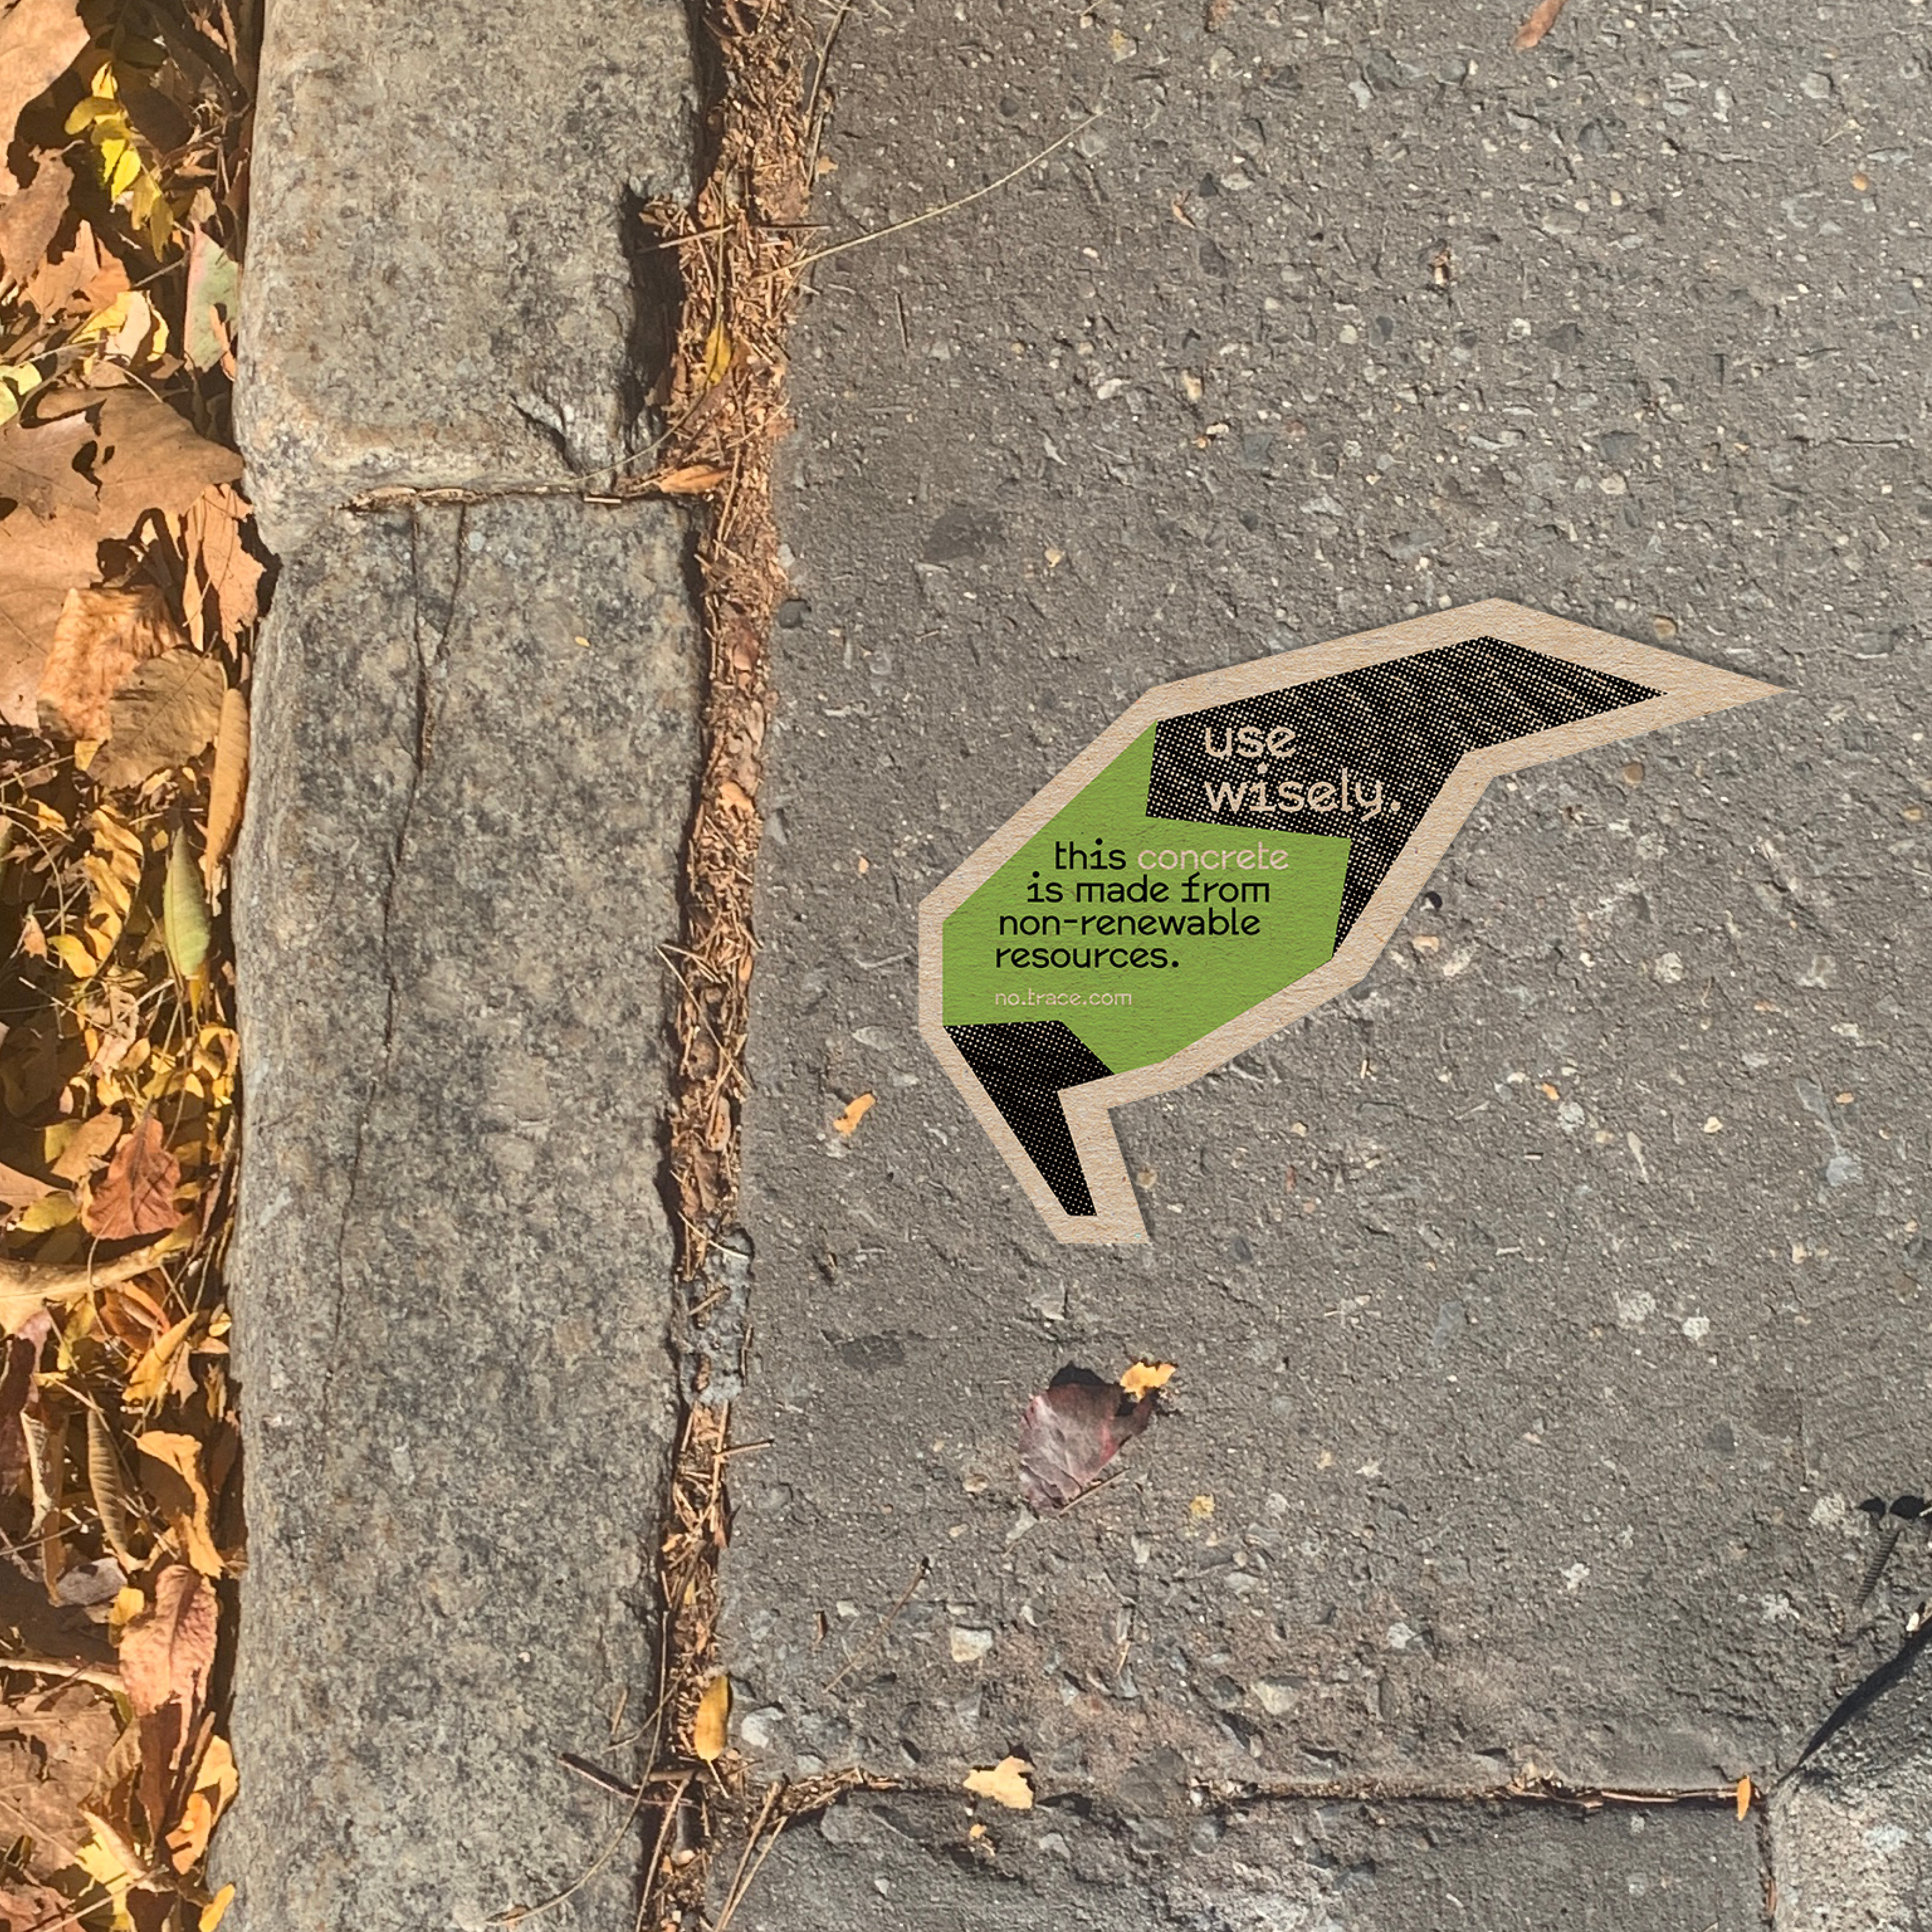 use
wisely.
this concrete
is made from
non-renewable
resources.
no.trace.com